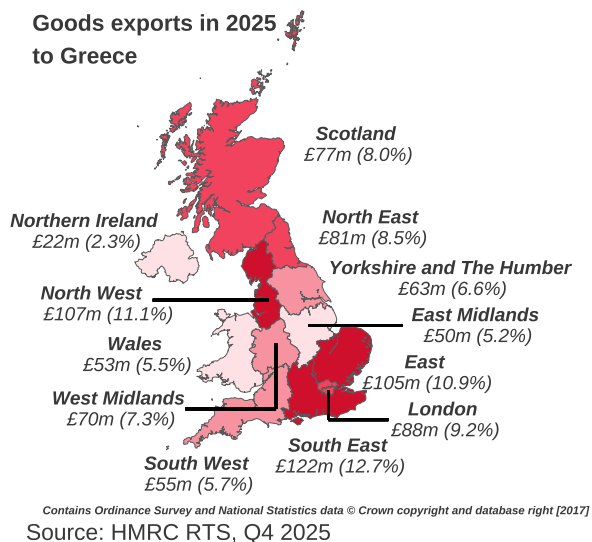 Goods exports in 2025
to Greece
Scotland
£77m (8.0%)
Northern Ireland
£22m (2.3%)
North East
£81m (8.5%)
Yorkshire and The Humber
£63m (6.6%)
North West
£107m (11.1%)
East Midlands
£50m (5.2%)
Wales
£53m (5.5%)
East
£105m (10.9%)
West Midlands
£70m (7.3%)
London
£88m (9.2%)
South East
£122m (12.7%)
South West
£55m (5.7%)
Contains Ordinance Survey and National Statistics data © Crown copyright and database right [2017]
Source: HMRC RTS, Q4 2025